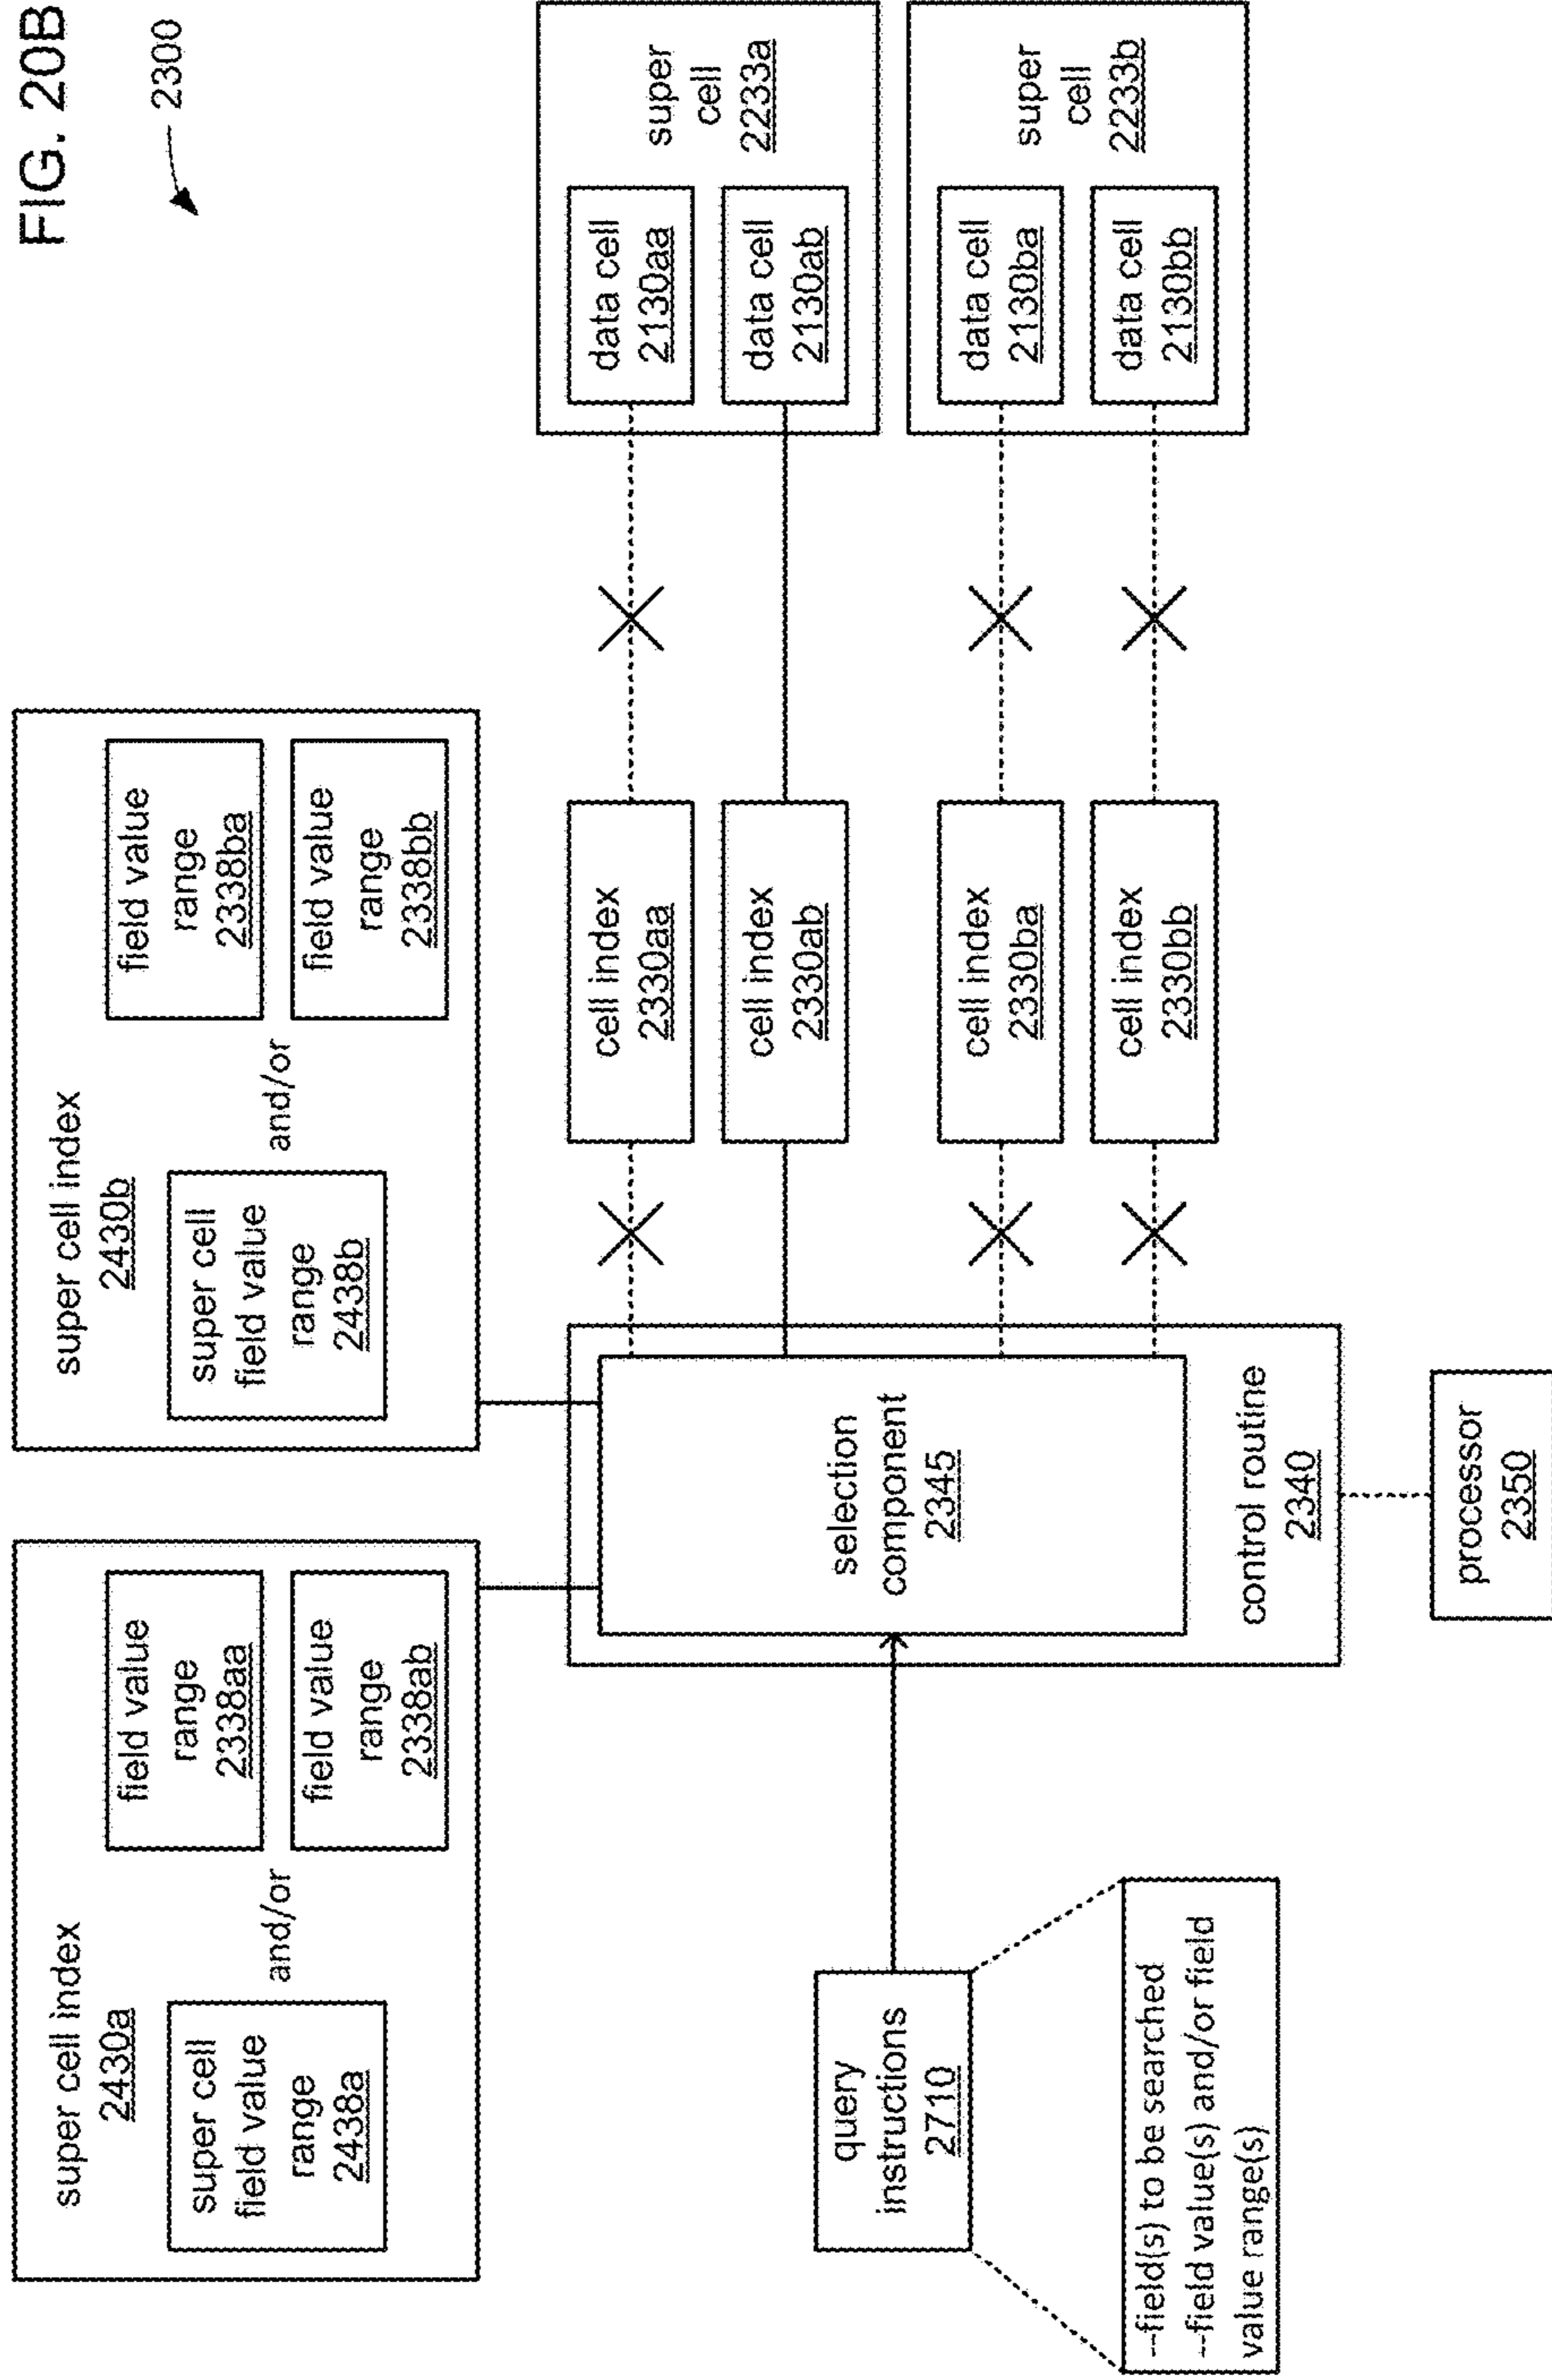 FIG. 20B
2300
super cell index
2430a
super cell
field value
range
2438a
and/or
field value
range
2338aa
field value
range
2338ab
super cell index
2430b
super cell
field value
range
2438b
and/or
field value
range
2338ba
field value
range
2338bb
query
instructions
2710
--field(s) to be searched
--field value(s) and/or field
value range(s)
selection
component
2345
control routine
2340
processor
2350
cell index
2330aa
cell index
2330ab
cell index
2330ba
cell index
2330bb
data cell
2130aa
data cell
2130ab
super
cell
2233a
data cell
2130ba
data cell
2130bb
super
cell
2233b